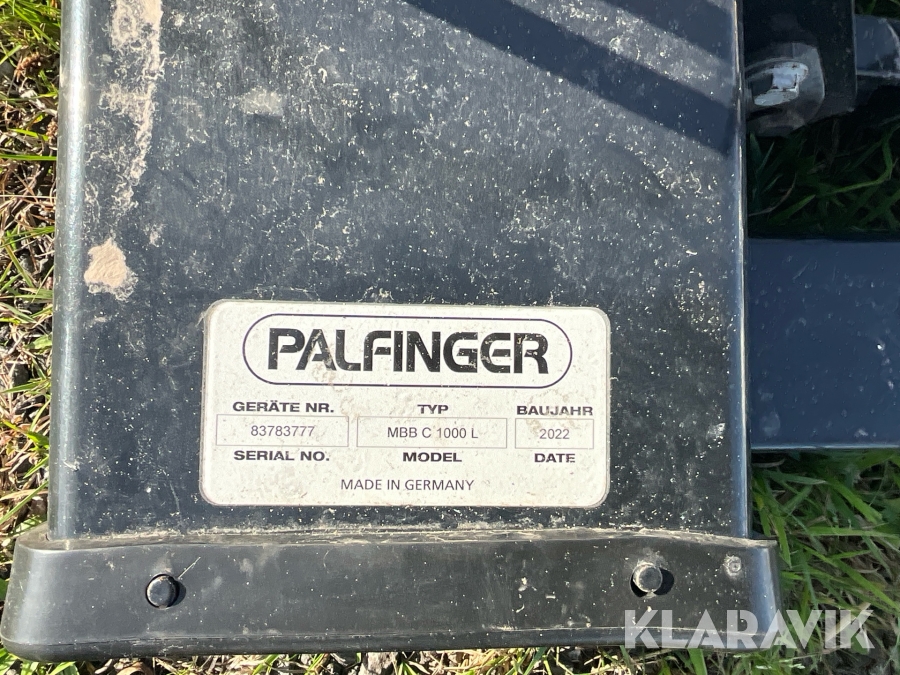 PALFINGER
GERÄTE NR. TYP BAUJAHR
83783777 MBB C 1000 L 2022
SERIAL NO. MODEL DATE
MADE IN GERMANY
KLARAVIK